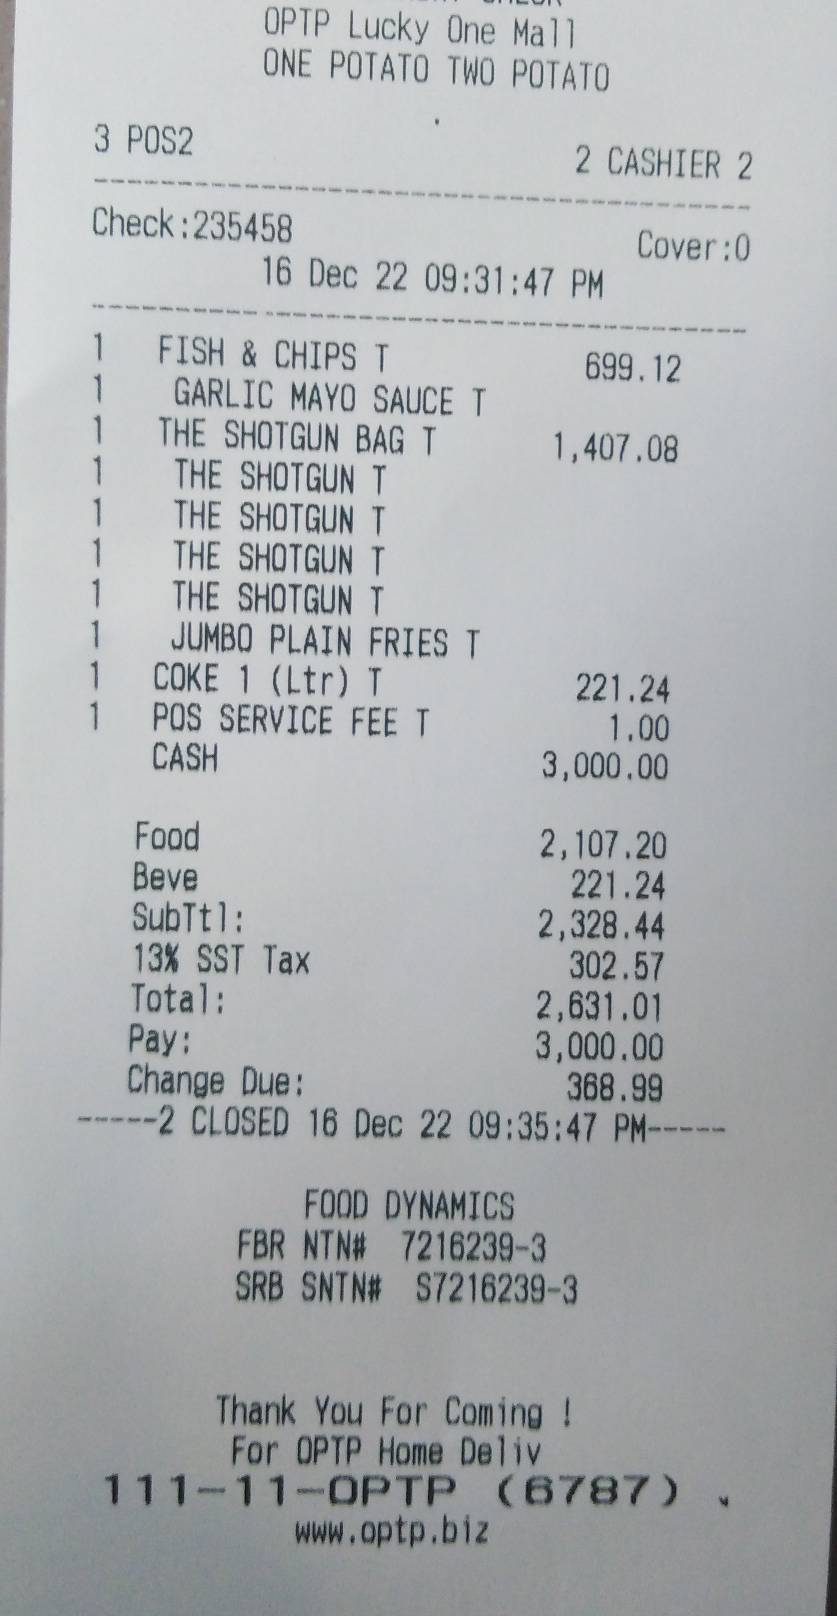 OPTP Lucky One Mall
ONE POTATO TWO POTATO
3 POS2 2 CASHIER 2
Check:235458 Cover:0
16 Dec 22 09:31:47 PM
1 FISH & CHIPS T 699.12
1 GARLIC MAYO SAUCE T
1 THE SHOTGUN BAG T 1,407.08
1 THE SHOTGUN T
1 THE SHOTGUN T
1 THE SHOTGUN T
1 THE SHOTGUN T
1 JUMBO PLAIN FRIES T
1 COKE 1 (Ltr) T 221.24
1 POS SERVICE FEE T 1.00
CASH 3,000.00
Food 2,107.20
Beve 221.24
SubTtl: 2,328.44
13% SST Tax 302.57
Total: 2,631.01
Pay: 3,000.00
Change Due: 368.99
-----2 CLOSED 16 Dec 22 09:35:47 PM-----
FOOD DYNAMICS
FBR NTN# 7216239-3
SRB SNTN# S7216239-3
Thank You For Coming !
For OPTP Home Deliv
111-11-OPTP (6787)
www.optp.biz